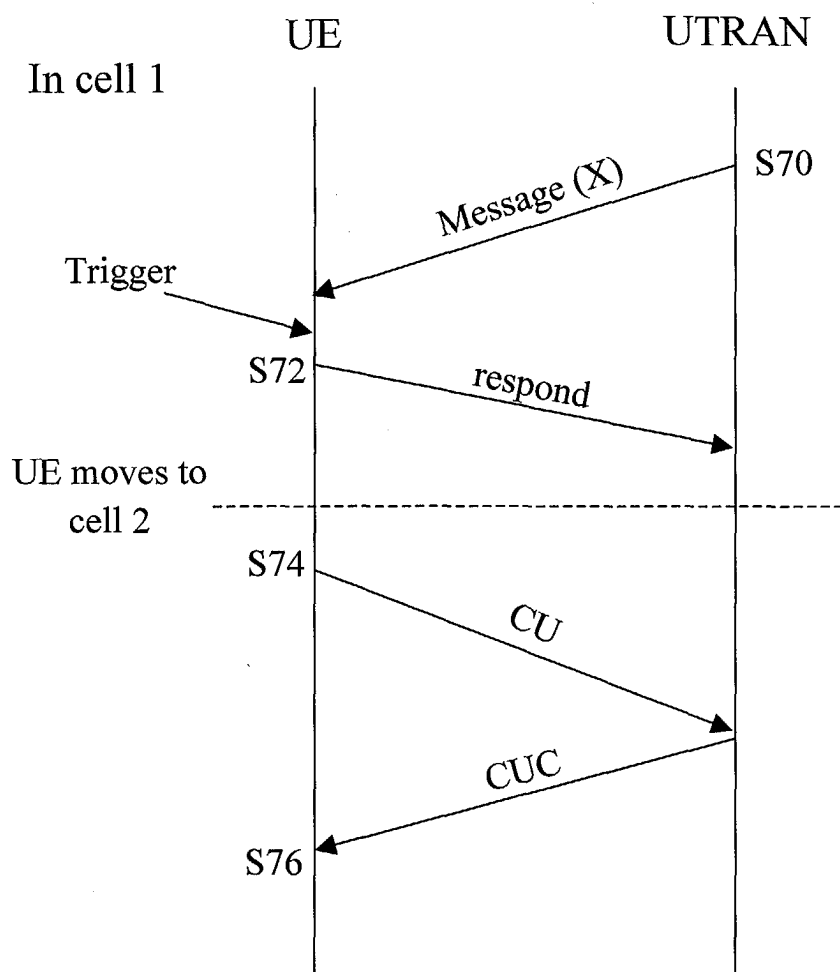 UE
UTRAN
In cell 1
S70
Message (X)
Trigger
S72
respond
UE moves to
cell 2
S74
CU
CUC
S76